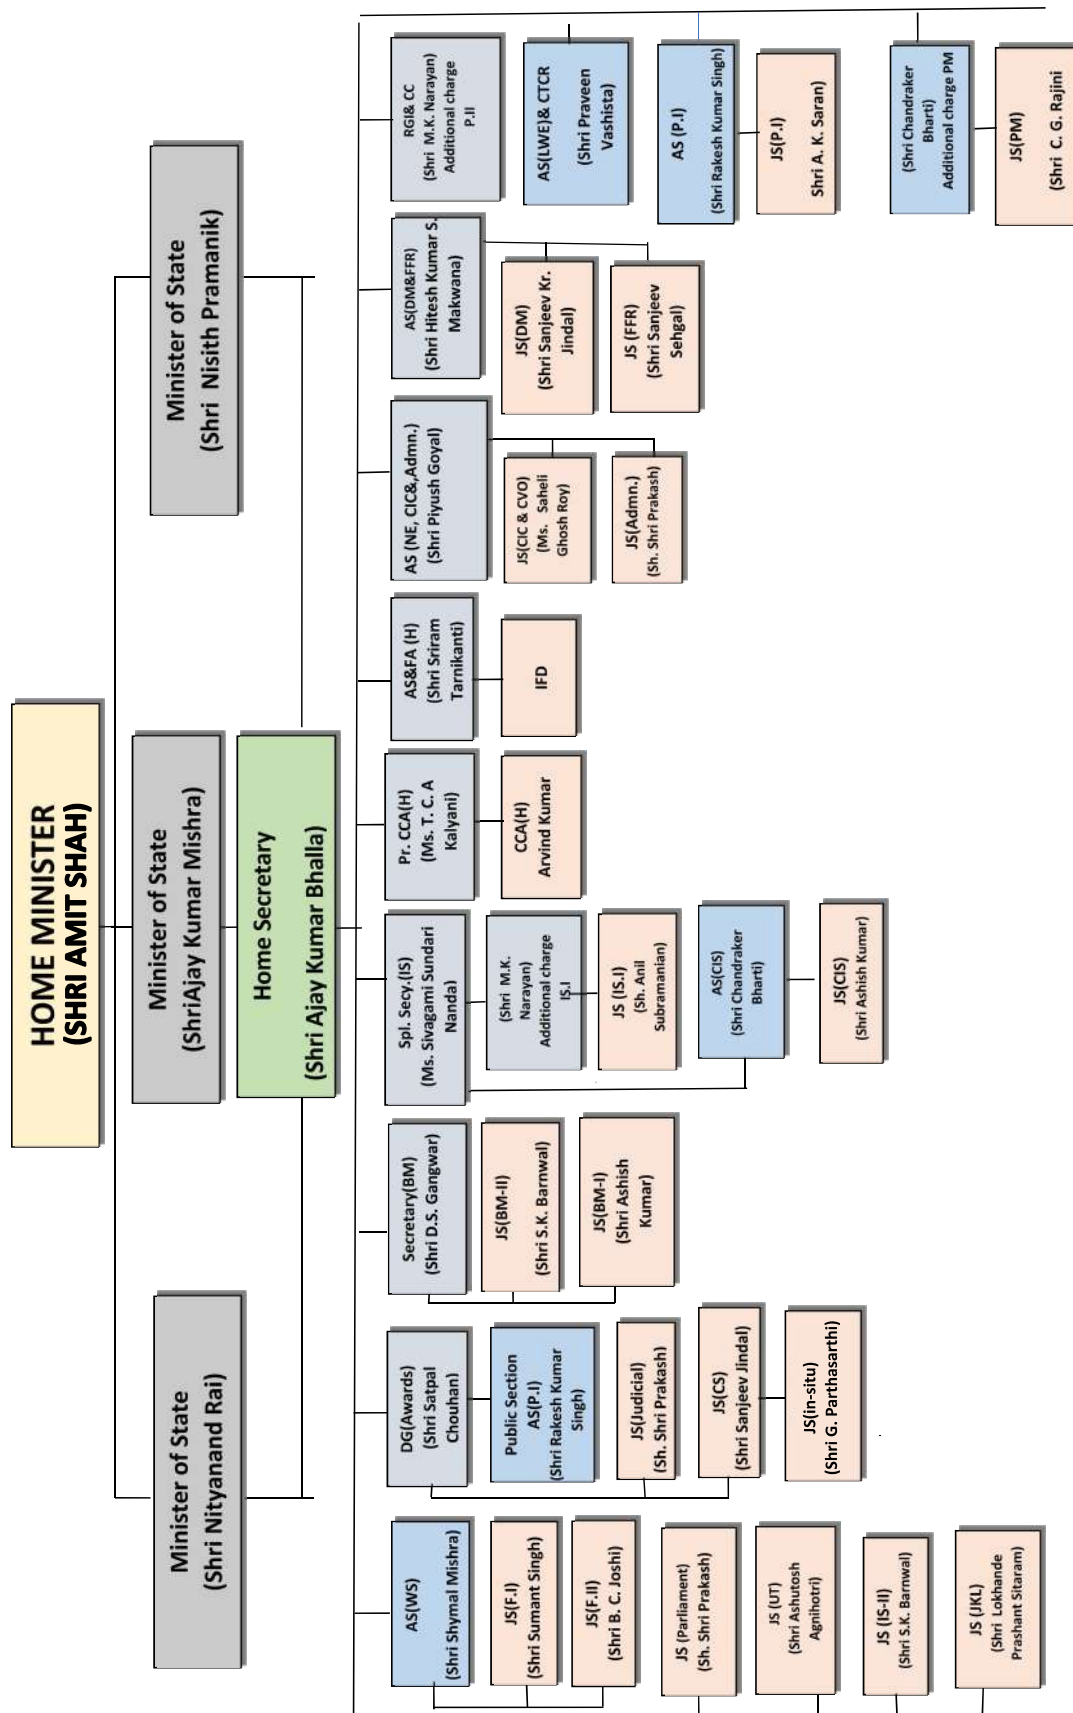 HOME MINISTER
(SHRI AMIT SHAH)
Minister of State
(Shri Nityanand Rai)
Minister of State
(ShriAjay Kumar Mishra)
Minister of State
(Shri Nisith Pramanik)
Home Secretary
(Shri Ajay Kumar Bhalla)
AS(WS)
(Shri Shymal Mishra)
JS(F.I)
(Shri Sumant Singh)
JS(F.II)
(Shri B. C. Joshi)
JS (Parliament)
(Sh. Shri Prakash)
JS (UT)
(Shri Ashutosh
Agnihotri)
JS (IS-II)
(Shri S.K. Barnwal)
JS (JKL)
(Shri Lokhande
Prashant Sitaram)
DG(Awards)
(Shri Satpal
Chouhan)
Public Section
AS(P.I)
(Shri Rakesh Kumar
Singh)
JS(Judicial)
(Sh. Shri Prakash)
JS(CS)
(Shri Sanjeev Jindal)
JS(in-situ)
(Shri G. Parthasarthi)
Secretary(BM)
(Shri D.S. Gangwar)
JS(BM-II)
(Shri S.K. Barnwal)
JS(BM-I)
(Shri Ashish
Kumar)
Spl. Secy.(IS)
(Ms. Sivagami Sundari
Nanda)
(Shri M.K.
Narayan)
Additional charge
IS.I
JS (IS.I)
(Sh. Anil
Subramanian)
AS(CIS)
(Shri Chandraker
Bharti)
JS(CIS)
(Shri Ashish Kumar)
Pr. CCA(H)
(Ms. T. C. A
Kalyani)
CCA(H)
Arvind Kumar
AS&FA (H)
(Shri Sriram
Tarnikanti)
IFD
AS (NE, CIC&,Admn.)
(Shri Piyush Goyal)
JS(CIC & CVO)
(Ms. Saheli
Ghosh Roy)
JS(Admn.)
(Sh. Shri Prakash)
AS(DM&FFR)
(Shri Hitesh Kumar S.
Makwana)
JS(DM)
(Shri Sanjeev Kr.
Jindal)
JS (FFR)
(Shri Sanjeev
Sehgal)
RGI& CC
(Shri M.K. Narayan)
Additional charge
P.II
AS(LWE)& CTCR
(Shri Praveen
Vashista)
AS (P.I)
(Shri Rakesh Kumar Singh)
JS(P.I)
Shri A. K. Saran)
(Shri Chandraker
Bharti)
Additional charge PM
JS(PM)
(Shri C. G. Rajini